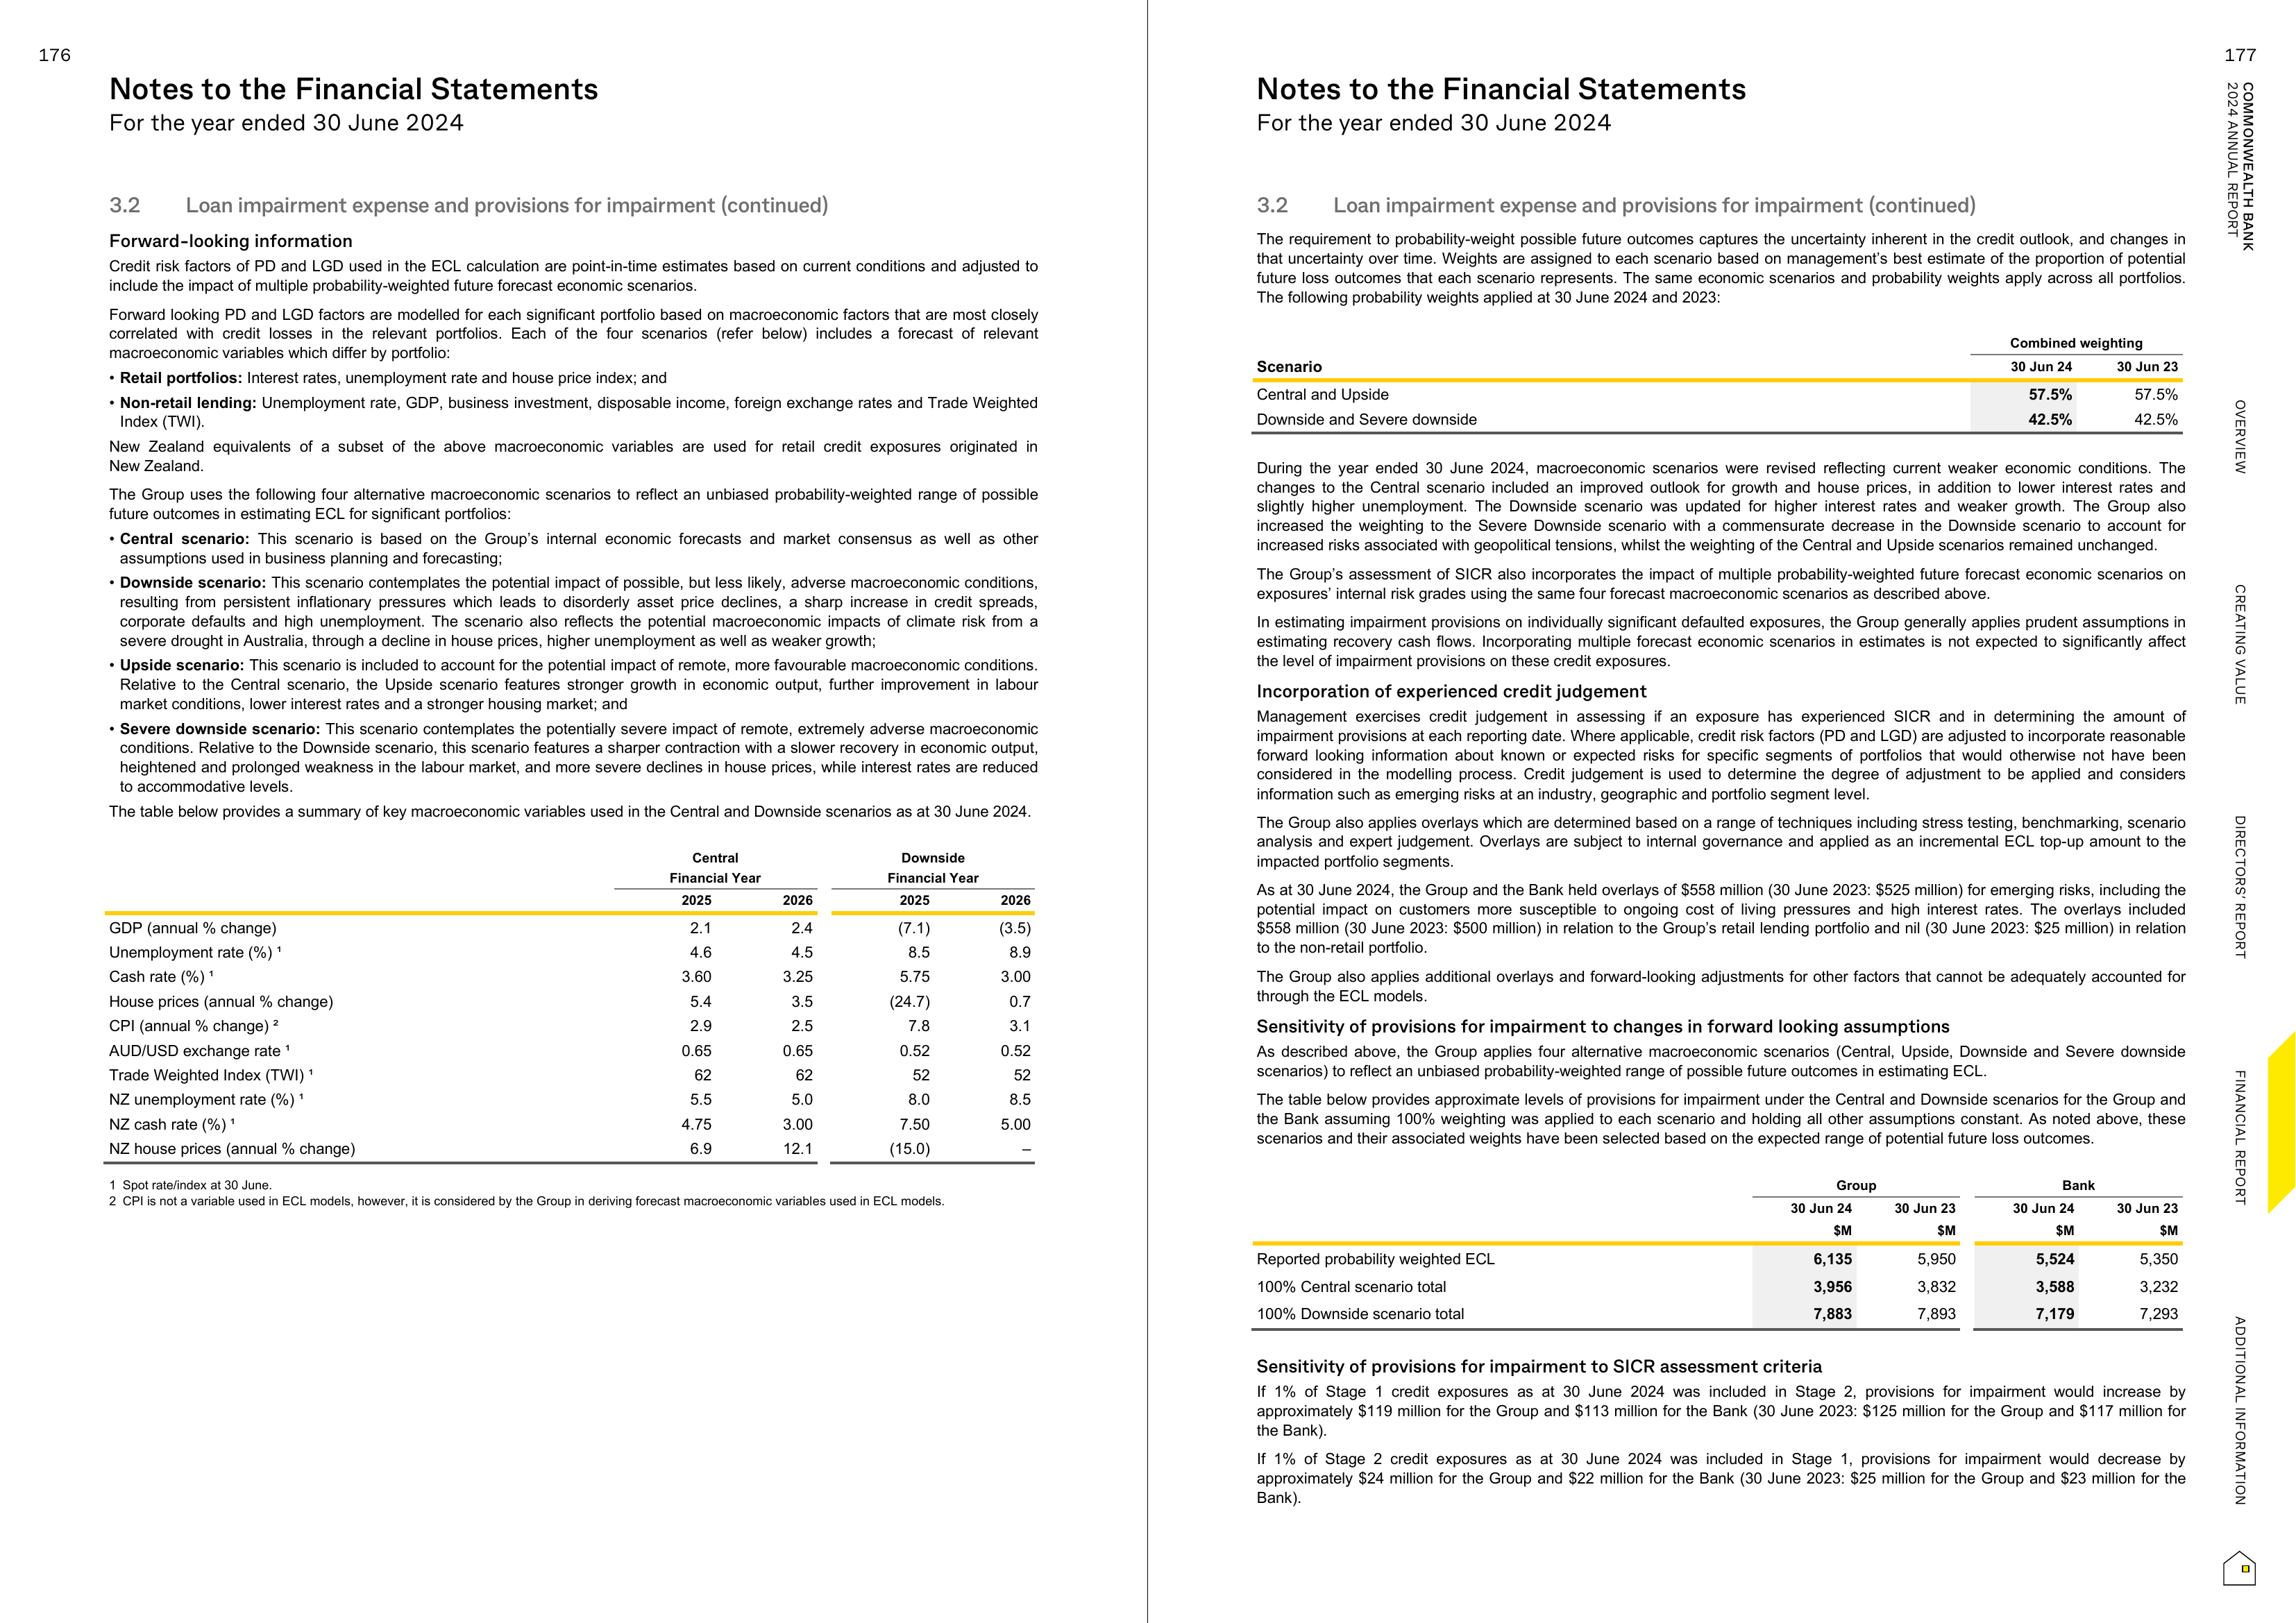 176
Notes to the Financial Statements
For the year ended 30 June 2024
3.2 Loan impairment expense and provisions for impairment (continued)
Forward-looking information
Credit risk factors of PD and LGD used in the ECL calculation are point-in-time estimates based on current conditions and adjusted to
include the impact of multiple probability-weighted future forecast economic scenarios.
Forward looking PD and LGD factors are modelled for each significant portfolio based on macroeconomic factors that are most closely
correlated with credit losses in the relevant portfolios. Each of the four scenarios (refer below) includes a forecast of relevant
macroeconomic variables which differ by portfolio:
• Retail portfolios: Interest rates, unemployment rate and house price index; and
• Non-retail lending: Unemployment rate, GDP, business investment, disposable income, foreign exchange rates and Trade Weighted
Index (TWI).
New Zealand equivalents of a subset of the above macroeconomic variables are used for retail credit exposures originated in
New Zealand.
The Group uses the following four alternative macroeconomic scenarios to reflect an unbiased probability-weighted range of possible
future outcomes in estimating ECL for significant portfolios:
• Central scenario: This scenario is based on the Group's internal economic forecasts and market consensus as well as other
assumptions used in business planning and forecasting;
• Downside scenario: This scenario contemplates the potential impact of possible, but less likely, adverse macroeconomic conditions,
resulting from persistent inflationary pressures which leads to disorderly asset price declines, a sharp increase in credit spreads,
corporate defaults and high unemployment. The scenario also reflects the potential macroeconomic impacts of climate risk from a
severe drought in Australia, through a decline in house prices, higher unemployment as well as weaker growth;
• Upside scenario: This scenario is included to account for the potential impact of remote, more favourable macroeconomic conditions.
Relative to the Central scenario, the Upside scenario features stronger growth in economic output, further improvement in labour
market conditions, lower interest rates and a stronger housing market; and
• Severe downside scenario: This scenario contemplates the potentially severe impact of remote, extremely adverse macroeconomic
conditions. Relative to the Downside scenario, this scenario features a sharper contraction with a slower recovery in economic output,
heightened and prolonged weakness in the labour market, and more severe declines in house prices, while interest rates are reduced
to accommodative levels.
The table below provides a summary of key macroeconomic variables used in the Central and Downside scenarios as at 30 June 2024.
Central Downside
Financial Year Financial Year
2025 2026 2025 2026
GDP (annual % change) 2.1 2.4 (7.1) (3.5)
Unemployment rate (%) ¹ 4.6 4.5 8.5 8.9
Cash rate (%) ¹ 3.60 3.25 5.75 3.00
House prices (annual % change) 5.4 3.5 (24.7) 0.7
CPI (annual % change) ² 2.9 2.5 7.8 3.1
AUD/USD exchange rate ¹ 0.65 0.65 0.52 0.52
Trade Weighted Index (TWI) ¹ 62 62 52 52
NZ unemployment rate (%) ¹ 5.5 5.0 8.0 8.5
NZ cash rate (%) ¹ 4.75 3.00 7.50 5.00
NZ house prices (annual % change) 6.9 12.1 (15.0) –
1 Spot rate/index at 30 June.
2 CPI is not a variable used in ECL models, however, it is considered by the Group in deriving forecast macroeconomic variables used in ECL models.
177
Notes to the Financial Statements
For the year ended 30 June 2024
3.2 Loan impairment expense and provisions for impairment (continued)
The requirement to probability-weight possible future outcomes captures the uncertainty inherent in the credit outlook, and changes in
that uncertainty over time. Weights are assigned to each scenario based on management's best estimate of the proportion of potential
future loss outcomes that each scenario represents. The same economic scenarios and probability weights apply across all portfolios.
The following probability weights applied at 30 June 2024 and 2023:
Combined weighting
Scenario 30 Jun 24 30 Jun 23
Central and Upside 57.5% 57.5%
Downside and Severe downside 42.5% 42.5%
During the year ended 30 June 2024, macroeconomic scenarios were revised reflecting current weaker economic conditions. The
changes to the Central scenario included an improved outlook for growth and house prices, in addition to lower interest rates and
slightly higher unemployment. The Downside scenario was updated for higher interest rates and weaker growth. The Group also
increased the weighting to the Severe Downside scenario with a commensurate decrease in the Downside scenario to account for
increased risks associated with geopolitical tensions, whilst the weighting of the Central and Upside scenarios remained unchanged.
The Group's assessment of SICR also incorporates the impact of multiple probability-weighted future forecast economic scenarios on
exposures' internal risk grades using the same four forecast macroeconomic scenarios as described above.
In estimating impairment provisions on individually significant defaulted exposures, the Group generally applies prudent assumptions in
estimating recovery cash flows. Incorporating multiple forecast economic scenarios in estimates is not expected to significantly affect
the level of impairment provisions on these credit exposures.
Incorporation of experienced credit judgement
Management exercises credit judgement in assessing if an exposure has experienced SICR and in determining the amount of
impairment provisions at each reporting date. Where applicable, credit risk factors (PD and LGD) are adjusted to incorporate reasonable
forward looking information about known or expected risks for specific segments of portfolios that would otherwise not have been
considered in the modelling process. Credit judgement is used to determine the degree of adjustment to be applied and considers
information such as emerging risks at an industry, geographic and portfolio segment level.
The Group also applies overlays which are determined based on a range of techniques including stress testing, benchmarking, scenario
analysis and expert judgement. Overlays are subject to internal governance and applied as an incremental ECL top-up amount to the
impacted portfolio segments.
As at 30 June 2024, the Group and the Bank held overlays of $558 million (30 June 2023: $525 million) for emerging risks, including the
potential impact on customers more susceptible to ongoing cost of living pressures and high interest rates. The overlays included
$558 million (30 June 2023: $500 million) in relation to the Group's retail lending portfolio and nil (30 June 2023: $25 million) in relation
to the non-retail portfolio.
The Group also applies additional overlays and forward-looking adjustments for other factors that cannot be adequately accounted for
through the ECL models.
Sensitivity of provisions for impairment to changes in forward looking assumptions
As described above, the Group applies four alternative macroeconomic scenarios (Central, Upside, Downside and Severe downside
scenarios) to reflect an unbiased probability-weighted range of possible future outcomes in estimating ECL.
The table below provides approximate levels of provisions for impairment under the Central and Downside scenarios for the Group and
the Bank assuming 100% weighting was applied to each scenario and holding all other assumptions constant. As noted above, these
scenarios and their associated weights have been selected based on the expected range of potential future loss outcomes.
Group Bank
30 Jun 24 30 Jun 23 30 Jun 24 30 Jun 23
$M $M $M $M
Reported probability weighted ECL 6,135 5,950 5,524 5,350
100% Central scenario total 3,956 3,832 3,588 3,232
100% Downside scenario total 7,883 7,893 7,179 7,293
Sensitivity of provisions for impairment to SICR assessment criteria
If 1% of Stage 1 credit exposures as at 30 June 2024 was included in Stage 2, provisions for impairment would increase by
approximately $119 million for the Group and $113 million for the Bank (30 June 2023: $125 million for the Group and $117 million for
the Bank).
If 1% of Stage 2 credit exposures as at 30 June 2024 was included in Stage 1, provisions for impairment would decrease by
approximately $24 million for the Group and $22 million for the Bank (30 June 2023: $25 million for the Group and $23 million for the
Bank).
COMMONWEALTH BANK
2024 ANNUAL REPORT
OVERVIEW
CREATING VALUE
DIRECTORS' REPORT
FINANCIAL REPORT
ADDITIONAL INFORMATION